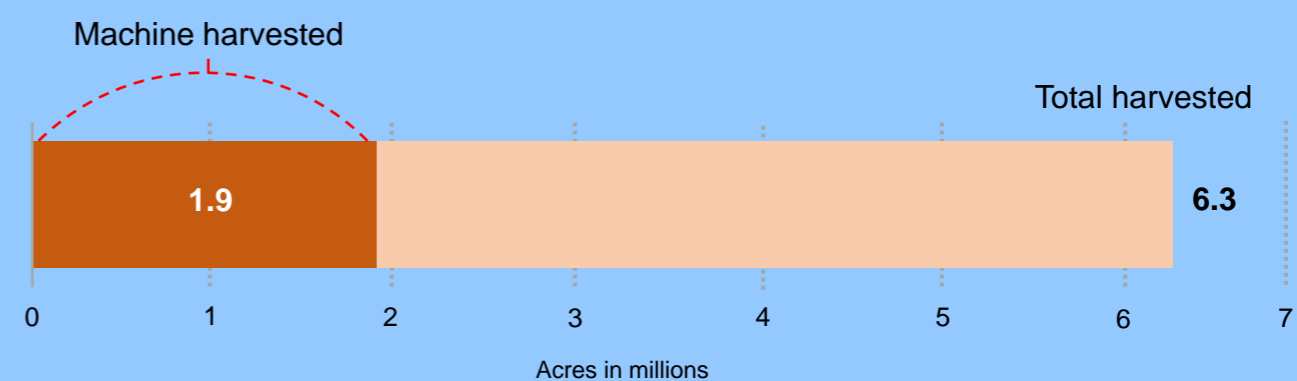 Machine harvested
Total harvested
1.9
6.3
0 1 2 3 4 5 6 7
Acres in millions